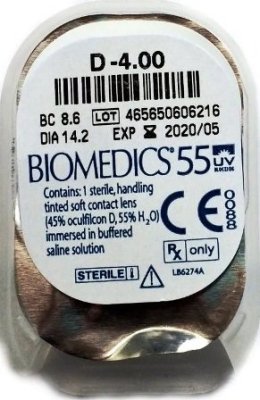 D -4.00
BC 8.6 LOT 465650606216
DIA 14.2 EXP 2020/05
BIOMEDICS® 55 UV
Contains: 1 sterile, handling
tinted soft contact lens
(45% ocufilcon D, 55% H₂O)
immersed in buffered
saline solution
CE 0088
Rx only
STERILE
LB6274A